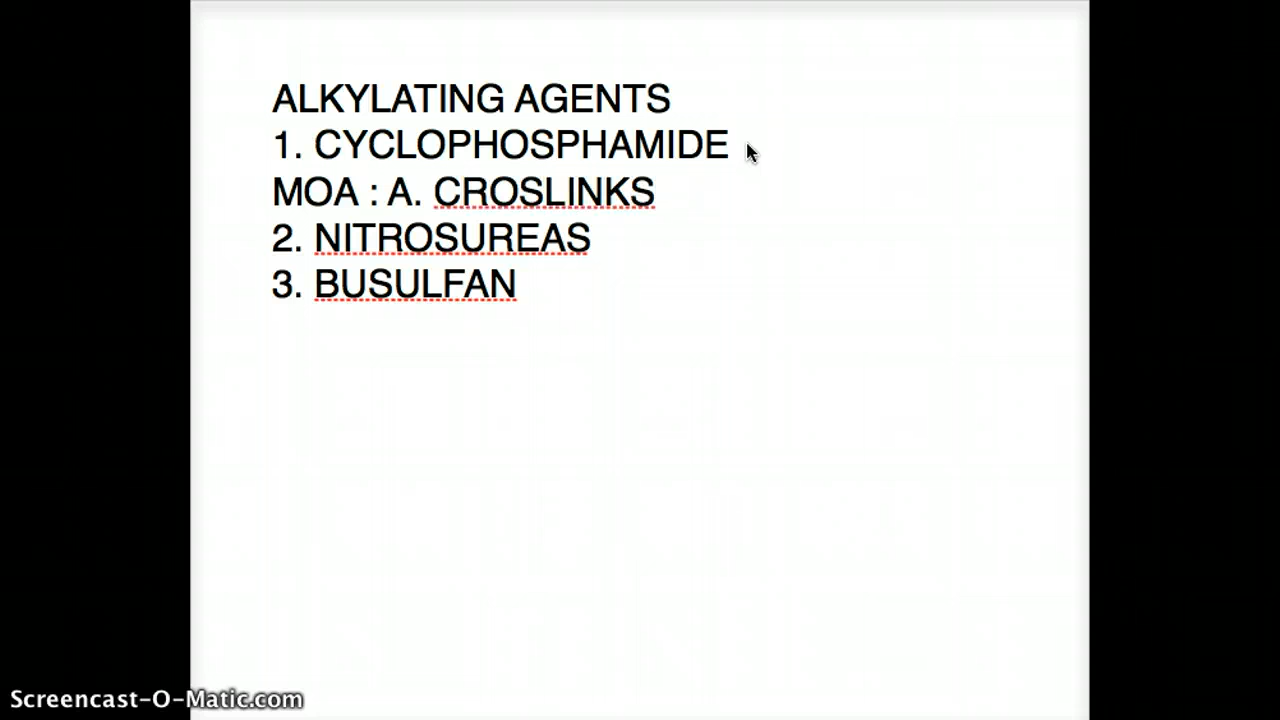 ALKYLATING AGENTS
1. CYCLOPHOSPHAMIDE
MOA : A. CROSLINKS
2. NITROSUREAS
3. BUSULFAN
Screencast-O-Matic.com